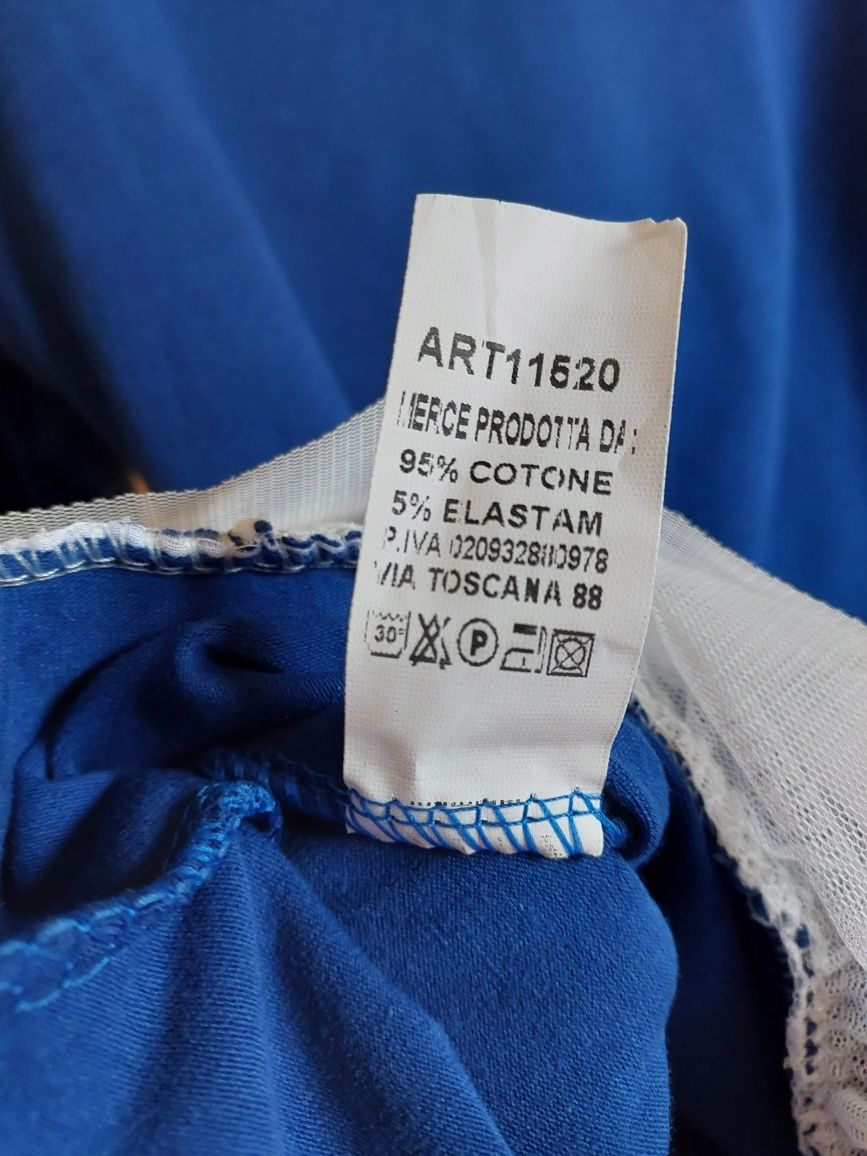 ART11520
MERCE PRODOTTA DA:
95% COTONE
5% ELASTAM
P.IVA 02093280978
VIA TOSCANA 88
30°
P